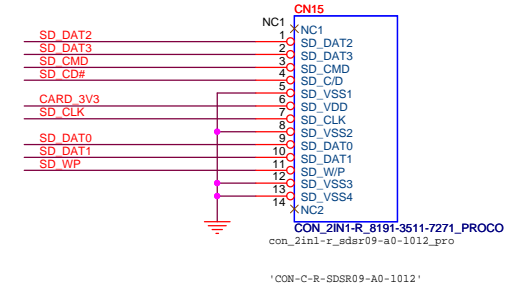 CN15
NC1 NC1
SD_DAT2 1 SD_DAT2
SD_DAT3 2 SD_DAT3
SD_CMD 3 SD_CMD
SD_CD# 4 SD_C/D
5 SD_VSS1
CARD_3V3 6 SD_VDD
SD_CLK 7 SD_CLK
8 SD_VSS2
SD_DAT0 9 SD_DAT0
SD_DAT1 10 SD_DAT1
SD_WP 11 SD_W/P
12 SD_VSS3
13 SD_VSS4
14 NC2
CON_2IN1-R_8191-3511-7271_PROCO
con_2in1-r_sdsr09-a0-1012_pro
'CON-C-R-SDSR09-A0-1012'